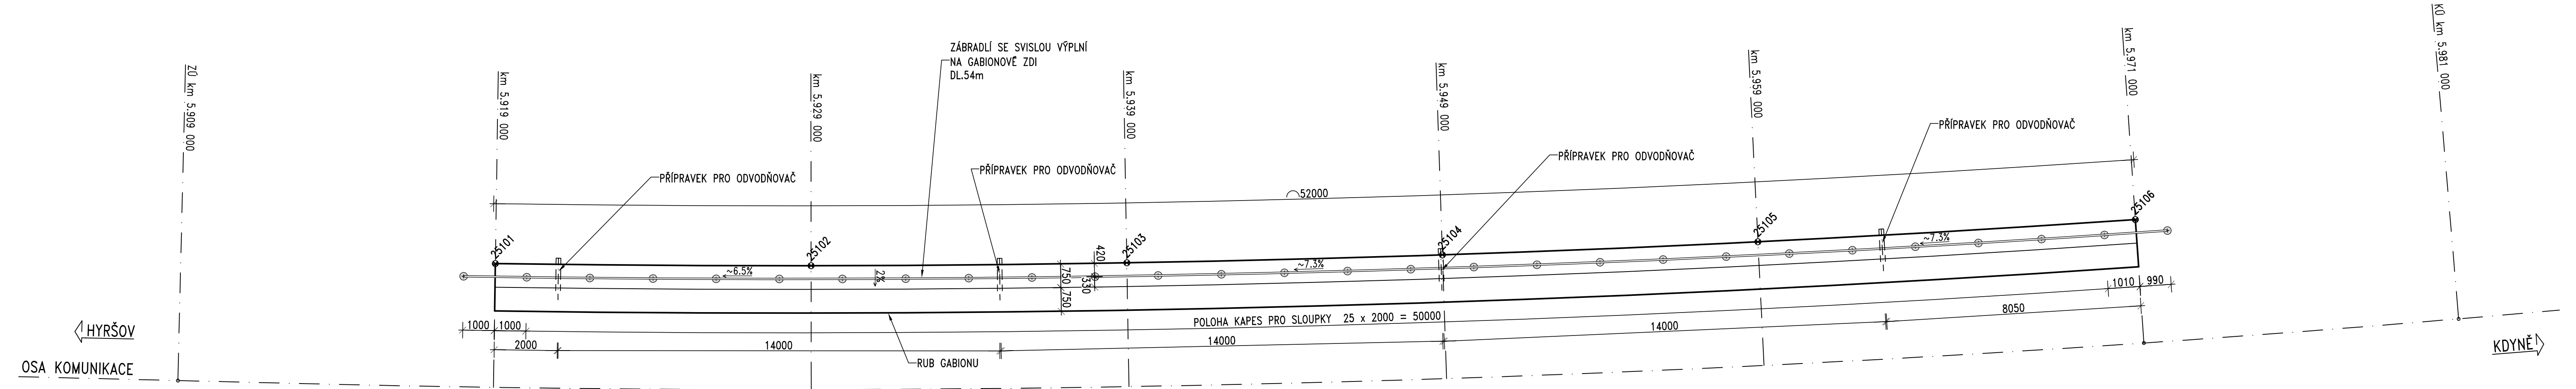 ZÚ km 5.909 000
km 5.919 000
km 5.929 000
km 5.939 000
km 5.949 000
km 5.959 000
km 5.971 000
KÚ km 5.981 000
ZÁBRADLÍ SE SVISLOU VÝPLNÍ
NA GABIONOVÉ ZDI
DL.54m
PŘÍPRAVEK PRO ODVODŇOVAČ
PŘÍPRAVEK PRO ODVODŇOVAČ
PŘÍPRAVEK PRO ODVODŇOVAČ
PŘÍPRAVEK PRO ODVODŇOVAČ
52000
25101
25102
25103
25104
25105
25106
~6.5%
2%
~7.3%
~7.3%
420
750
330
750
1000
1000
POLOHA KAPES PRO SLOUPKY 25 x 2000 = 50000
1010
990
2000
14000
14000
14000
8050
RUB GABIONU
HYRŠOV
OSA KOMUNIKACE
KDYNĚ